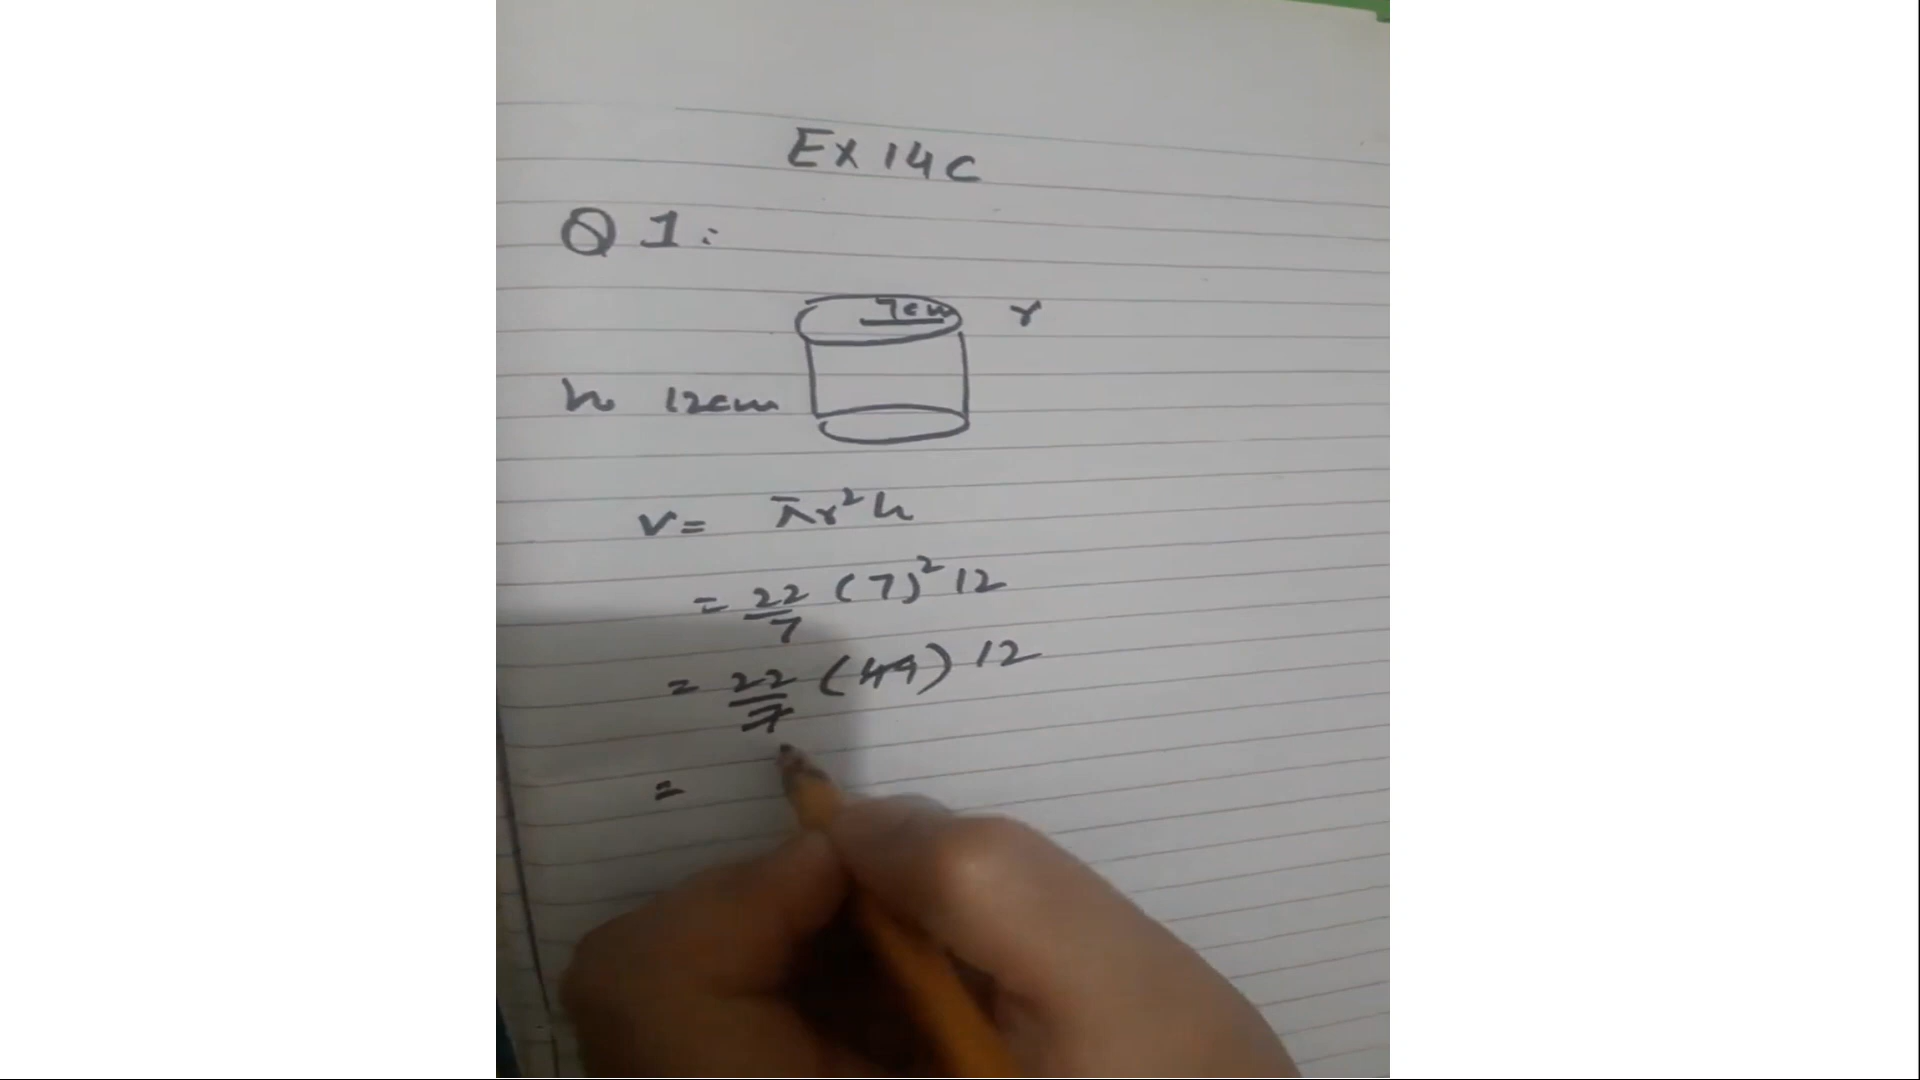 Ex 14C
Q 1:
7cm r
h 12cm
V = πr²h
= 22/7 (7)² 12
= 22/7 (49) 12
=